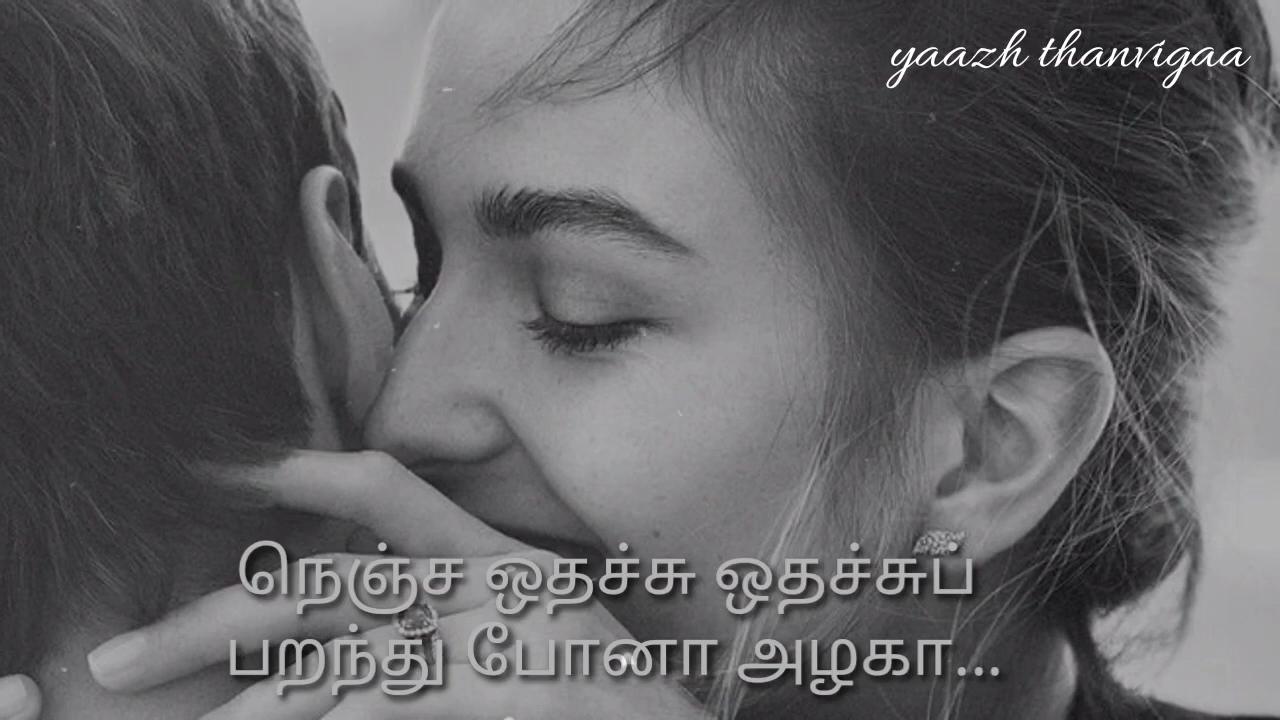 yaazh thanvigaa
நெஞ்ச ஒதச்சு ஒதச்சுப்
பறந்து போனா அழகா...